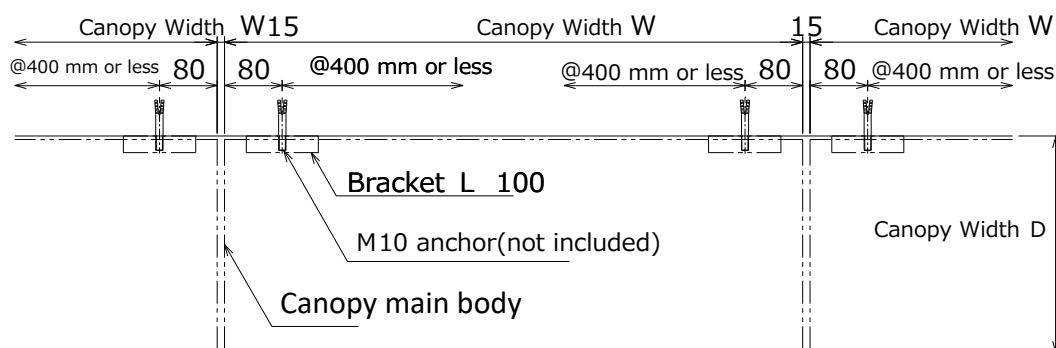 Canopy Width W15 Canopy Width W 15 Canopy Width W
@400 mm or less 80 80 @400 mm or less @400 mm or less 80 80 @400 mm or less
Bracket L 100
Canopy Width D
M10 anchor(not included)
Canopy main body